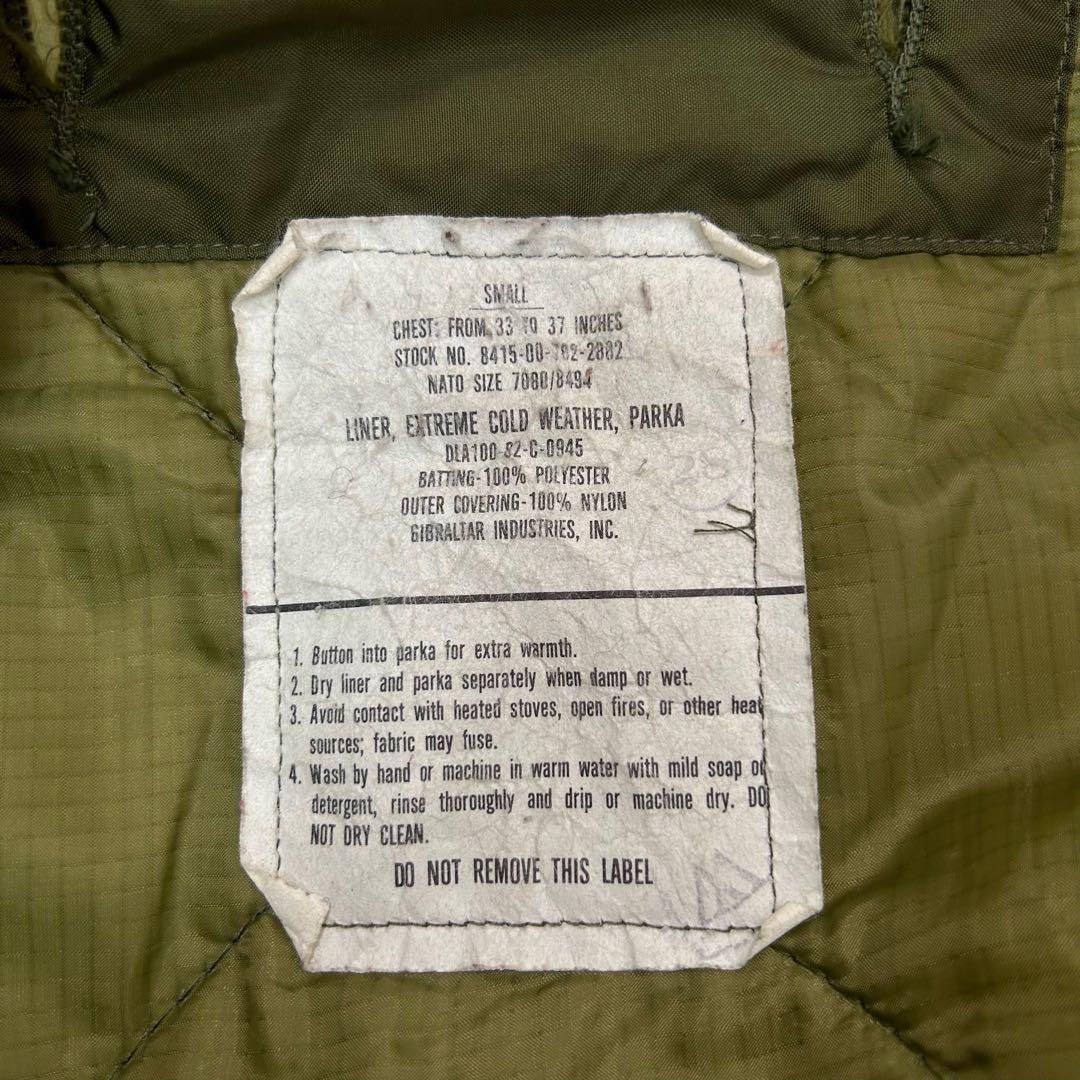 SMALL
CHEST: FROM 33 TO 37 INCHES
STOCK NO. 8415-00-782-2882
NATO SIZE 7080/8494
LINER, EXTREME COLD WEATHER, PARKA
DLA100-82-C-0945
BATTING-100% POLYESTER
OUTER COVERING-100% NYLON
GIBRALTAR INDUSTRIES, INC.
1. Button into parka for extra warmth.
2. Dry liner and parka separately when damp or wet.
3. Avoid contact with heated stoves, open fires, or other heat
sources; fabric may fuse.
4. Wash by hand or machine in warm water with mild soap or
detergent, rinse thoroughly and drip or machine dry. DO
NOT DRY CLEAN.
DO NOT REMOVE THIS LABEL